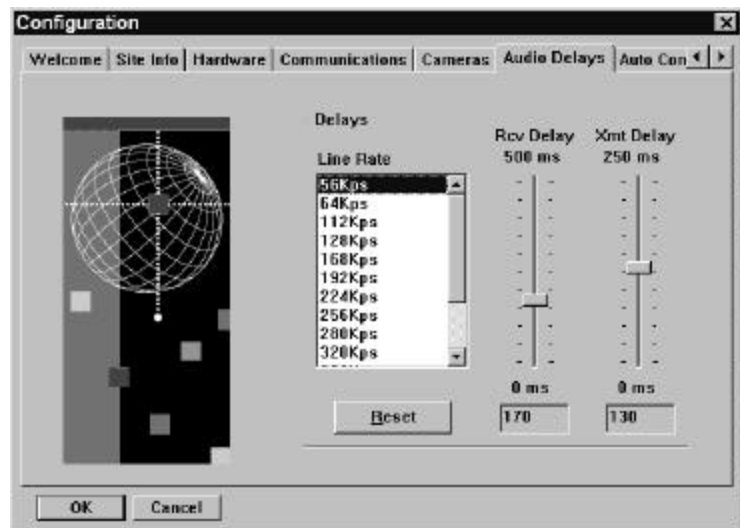 Configuration
Welcome Site Info Hardware Communications Cameras Audio Delays Auto Con
Delays
Line Rate
56Kps
64Kps
112Kps
128Kps
168Kps
192Kps
224Kps
256Kps
280Kps
320Kps
Rcv Delay
500 ms
0 ms
170
Xmt Delay
250 ms
0 ms
130
Reset
OK Cancel